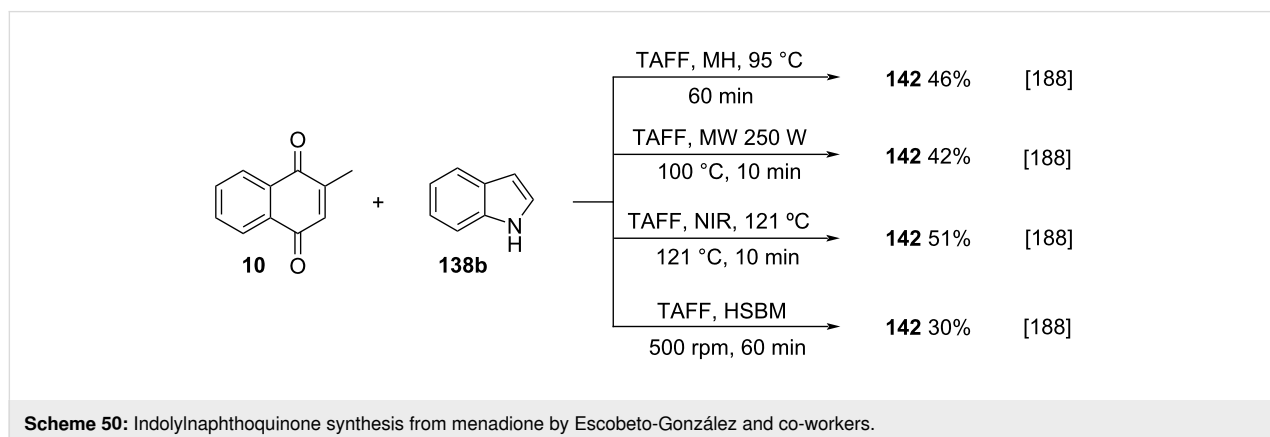 TAFF, MH, 95 °C
60 min
142 46% [188]
TAFF, MW 250 W
100 °C, 10 min
142 42% [188]
O
O
10
+
N
H
138b
TAFF, NIR, 121 ºC
121 °C, 10 min
142 51% [188]
TAFF, HSBM
500 rpm, 60 min
142 30% [188]
Scheme 50: Indolylnaphthoquinone synthesis from menadione by Escobeto-González and co-workers.